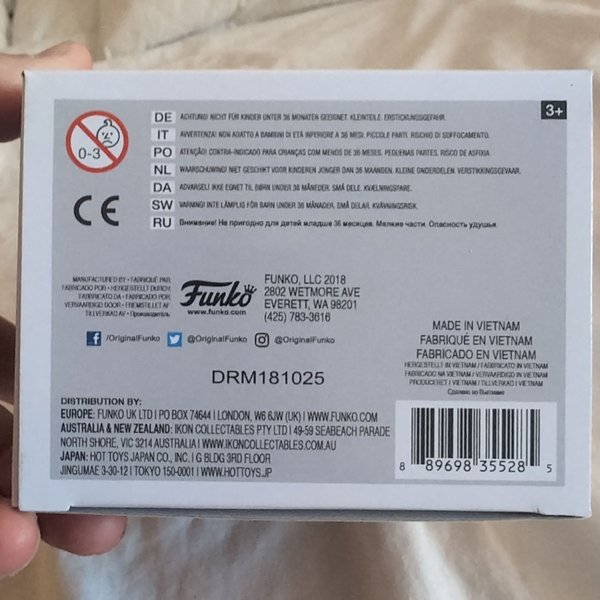 3+
0-3
CE
DE ACHTUNG! NICHT FÜR KINDER UNTER 36 MONATEN GEEIGNET. KLEINTEILE. ERSTICKUNGSGEFAHR.
IT AVVERTENZA! NON ADATTO A BAMBINI DI ETÀ INFERIORE A 36 MESI. PICCOLE PARTI. RISCHIO DI SOFFOCAMENTO.
PO ATENÇÃO! CONTRA-INDICADO PARA CRIANÇAS COM MENOS DE 36 MESES. PEQUENAS PARTES. RISCO DE ASFIXIA
NL WAARSCHUWING! NIET GESCHIKT VOOR KINDEREN JONGER DAN 36 MAANDEN. KLEINE ONDERDELEN. VERSTIKKINGSGEVAAR.
DA ADVARSEL! IKKE EGNET TIL BØRN UNDER 36 MÅNEDER. SMÅ DELE. KVÆLNINGSFARE.
SW VARNING! INTE LÄMPLIG FÖR BARN UNDER 36 MÅNADER. SMÅ DELAR. KVÄVNINGSRISK.
RU Внимание! Не пригодно для детей младше 36 месяцев. Мелкие части. Опасность удушья
MANUFACTURED BY • FABRIQUÉ PAR
FABRICADO POR • HERGESTELLT DURCH
FABBRICATO DA • FABRICADO POR
VERVAARDIGD DOOR • FREMSTILLET AF
TILLVERKAD AV • Производитель
Funko
www.funko.com
FUNKO, LLC 2018
2802 WETMORE AVE
EVERETT, WA 98201
(425) 783-3616
/OriginalFunko @OriginalFunko @OriginalFunko
MADE IN VIETNAM
FABRIQUÉ EN VIETNAM
FABRICADO EN VIETNAM
HERGESTELLT IN VIETNAM / FABBRICATO IN VIETNAM
FABRICADO NA VIETNAM / VERVAARDIGD IN VIETNAM
PRODUCERET I VIETNAM / TILLVERKAD I VIETNAM
Сделано во Вьетнаме
DRM181025
DISTRIBUTION BY:
EUROPE: FUNKO UK LTD | PO BOX 74644 | LONDON, W6 6JW (UK) | WWW.FUNKO.COM
AUSTRALIA & NEW ZEALAND: IKON COLLECTABLES PTY LTD | 49-59 SEABEACH PARADE
NORTH SHORE, VIC 3214 AUSTRALIA | WWW.IKONCOLLECTABLES.COM.AU
JAPAN: HOT TOYS JAPAN CO., INC. | G BLDG 3RD FLOOR
JINGUMAE 3-30-12 | TOKYO 150-0001 | WWW.HOTTOYS.JP
8 89698 35528 5